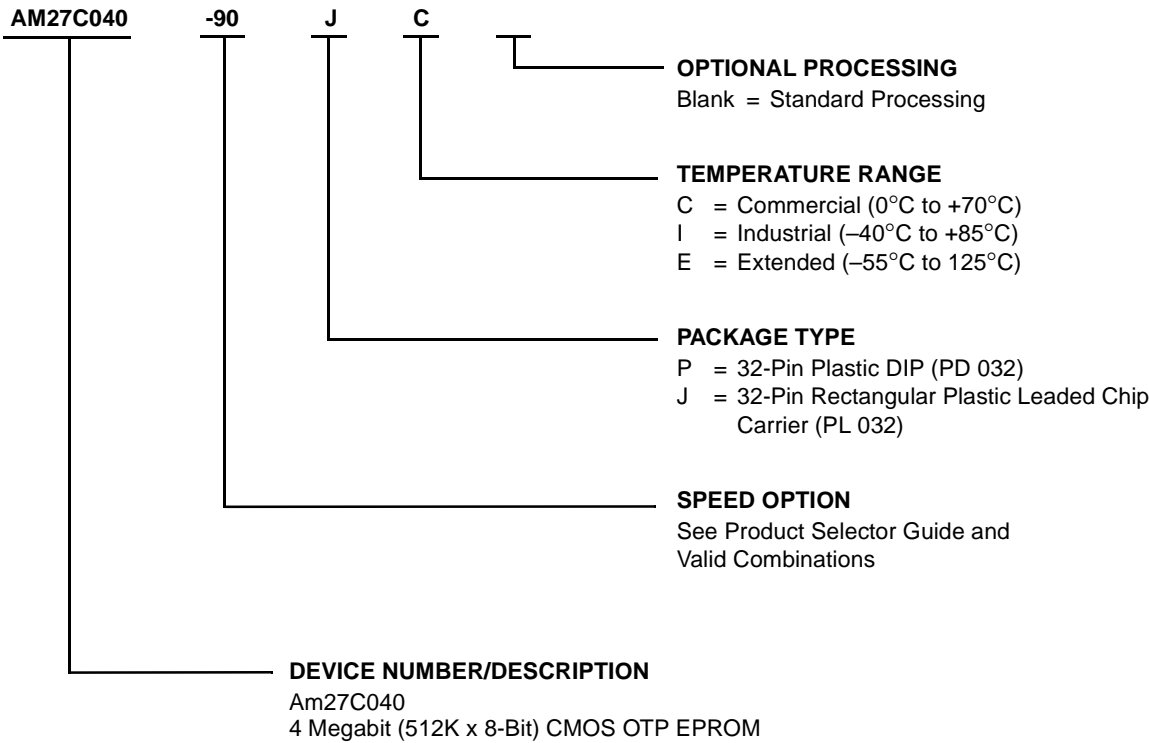 AM27C040 -90 J C
OPTIONAL PROCESSING
Blank = Standard Processing
TEMPERATURE RANGE
C = Commercial (0°C to +70°C)
I = Industrial (–40°C to +85°C)
E = Extended (–55°C to 125°C)
PACKAGE TYPE
P = 32-Pin Plastic DIP (PD 032)
J = 32-Pin Rectangular Plastic Leaded Chip
Carrier (PL 032)
SPEED OPTION
See Product Selector Guide and
Valid Combinations
DEVICE NUMBER/DESCRIPTION
Am27C040
4 Megabit (512K x 8-Bit) CMOS OTP EPROM